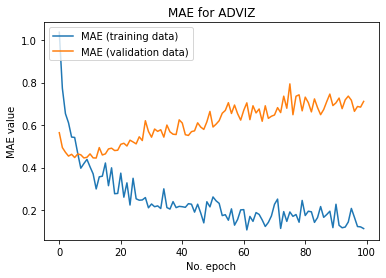 MAE for ADVIZ
MAE (training data)
MAE (validation data)
MAE value
1.0
0.8
0.6
0.4
0.2
0
20
40
60
80
100
No. epoch